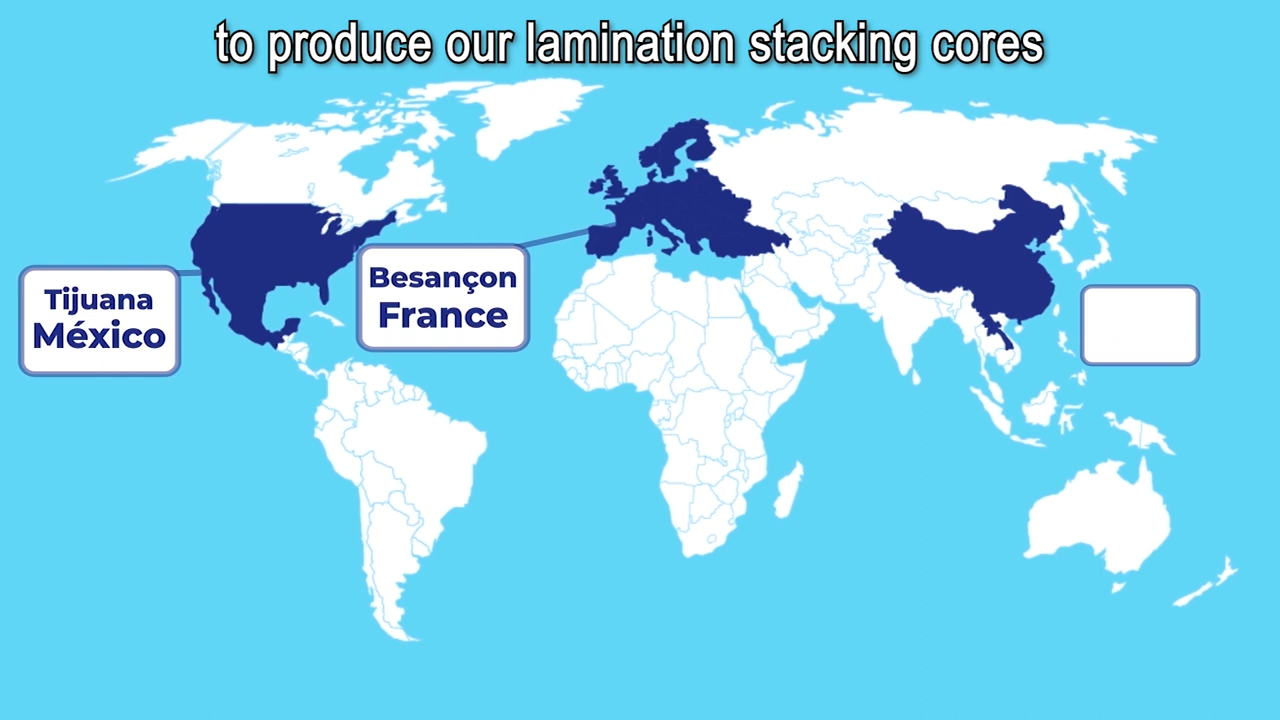 to produce our lamination stacking cores
Tijuana
México
Besançon
France